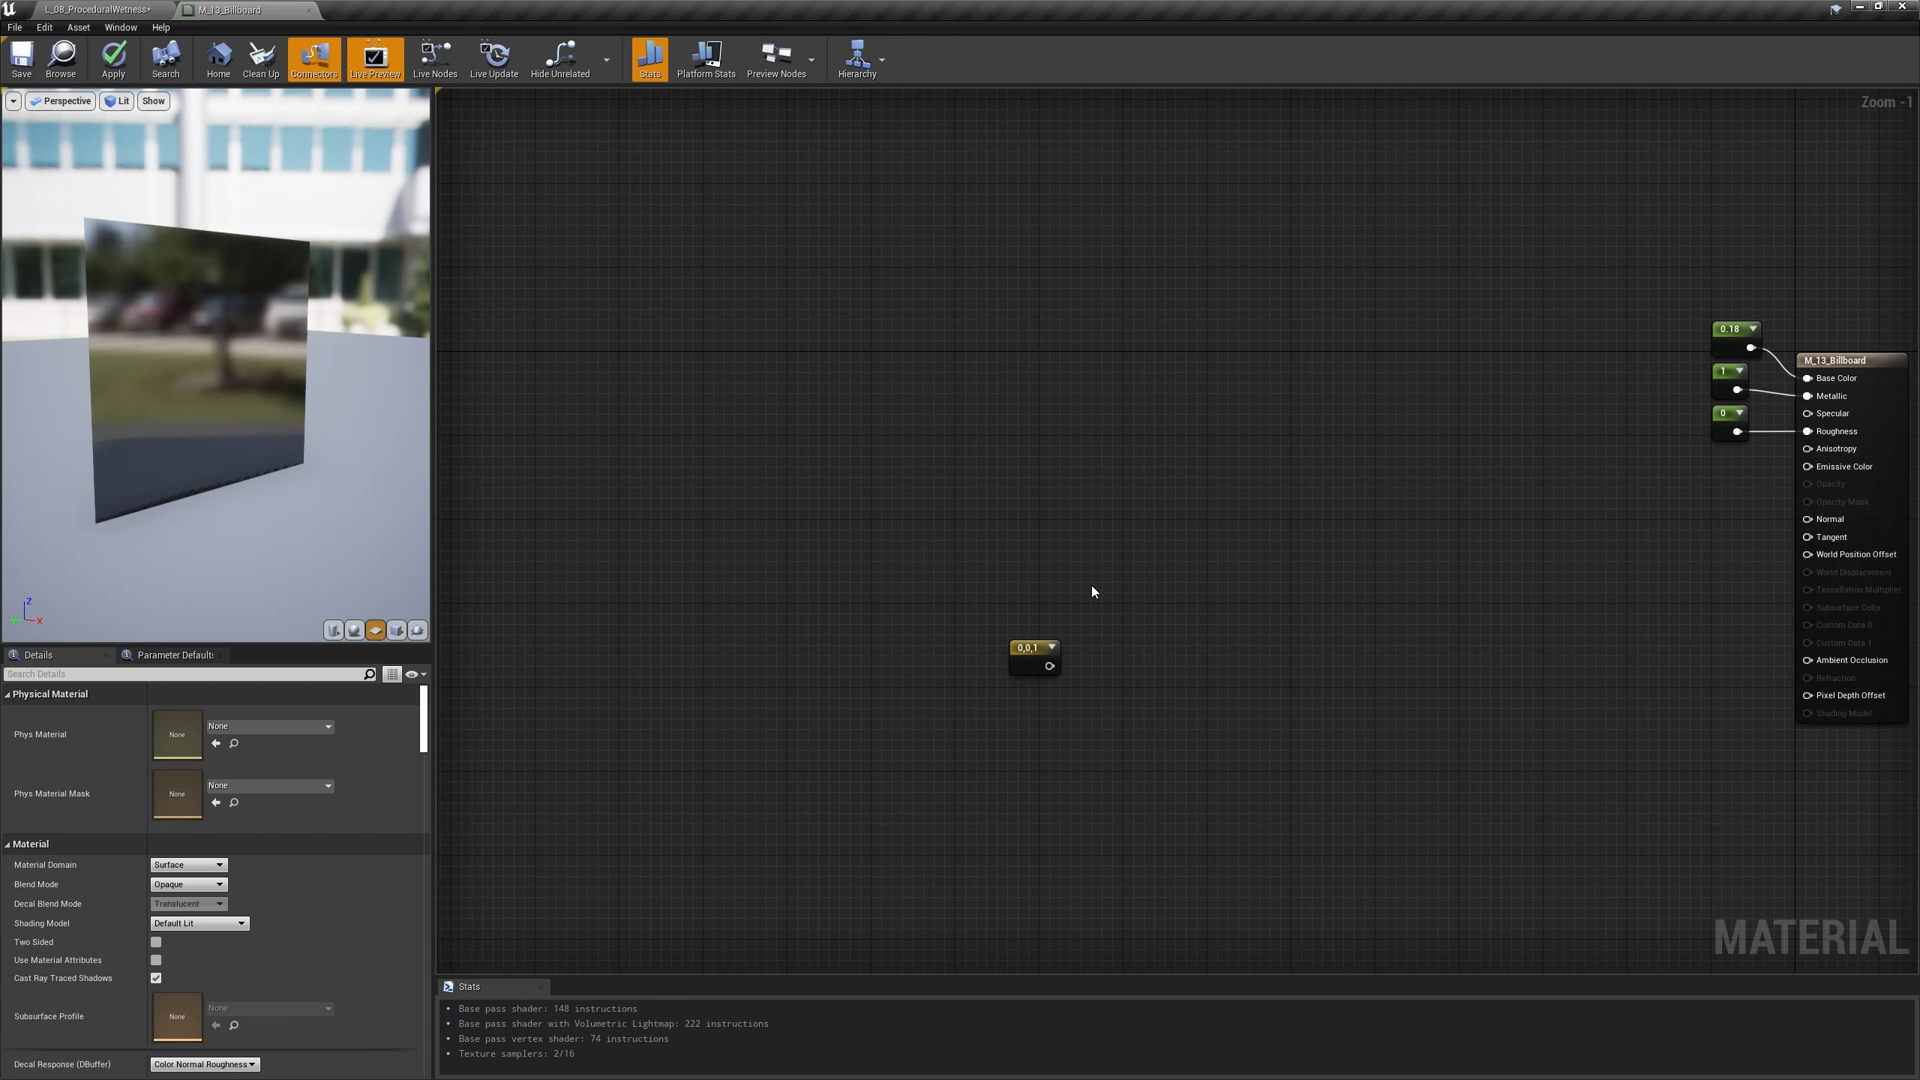 L_08_ProceduralWetness*
M_13_Billboard
File Edit Asset Window Help
Save Browse Apply Search Home Clean Up Connectors Live Preview Live Nodes Live Update Hide Unrelated Stats Platform Stats Preview Nodes Hierarchy
Perspective Lit Show
Zoom -1
0.18
1
0
M_13_Billboard
Base Color
Metallic
Specular
Roughness
Anisotropy
Emissive Color
Opacity
Opacity Mask
Normal
Tangent
World Position Offset
World Displacement
Tessellation Multiplier
Subsurface Color
Custom Data 0
Custom Data 1
Ambient Occlusion
Refraction
Pixel Depth Offset
Shading Model
0,0,1
Z
X
MATERIAL
Details
Parameter Default
Search Details
Physical Material
Phys Material
None
None
Phys Material Mask
None
None
Material
Material Domain Surface
Blend Mode Opaque
Decal Blend Mode Translucent
Shading Model Default Lit
Two Sided
Use Material Attributes
Cast Ray Traced Shadows
Subsurface Profile
None
None
Decal Response (DBuffer) Color Normal Roughness
Stats
Base pass shader: 148 instructions
Base pass shader with Volumetric Lightmap: 222 instructions
Base pass vertex shader: 74 instructions
Texture samplers: 2/16